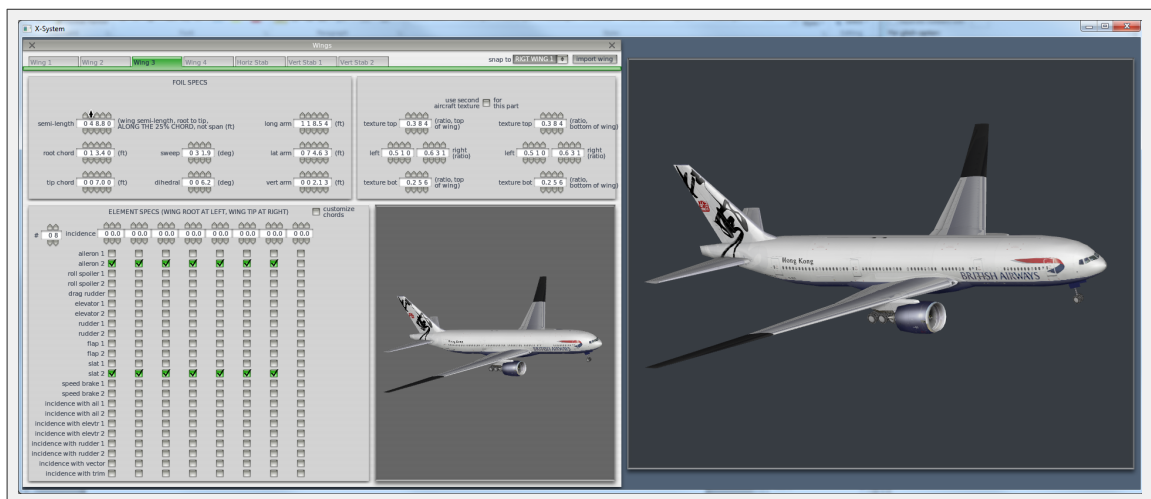 X-System
Wings
Wing 1 Wing 2 Wing 3 Wing 4 Horiz Stab Vert Stab 1 Vert Stab 2 snap to RIGT WING 1 import wing
FOIL SPECS
semi-length 0 4 8.8 0 (wing semi-length, root to tip, ALONG THE 25% CHORD, not span (ft)
long arm 1 1 8.5 4 (ft)
root chord 0 1 3.4 0 (ft) sweep 0 3 1.9 (deg) lat arm 0 7 4.6 3 (ft)
tip chord 0 0 7.0 0 (ft) dihedral 0 0 6.2 (deg) vert arm 0 0 2.1 3 (ft)
use second aircraft texture for this part
texture top 0.3 8 4 (ratio, top of wing) texture top 0.3 8 4 (ratio, bottom of wing)
left 0.5 1 0 0.6 3 1 right (ratio) left 0.5 1 0 0.6 3 1 right (ratio)
texture bot 0.2 5 6 (ratio, top of wing) texture bot 0.2 5 6 (ratio, bottom of wing)
ELEMENT SPECS (WING ROOT AT LEFT, WING TIP AT RIGHT) customize chords
# 0 8 incidence 0 0.0 0 0.0 0 0.0 0 0.0 0 0.0 0 0.0 0 0.0 0 0.0
aileron 1
aileron 2
roll spoiler 1
roll spoiler 2
drag rudder
elevator 1
elevator 2
rudder 1
rudder 2
flap 1
flap 2
slat 1
slat 2
speed brake 1
speed brake 2
incidence with ail 1
incidence with ail 2
incidence with elevtr 1
incidence with elevtr 2
incidence with rudder 1
incidence with rudder 2
incidence with vector
incidence with trim
Hong Kong
BRITISH AIRWAYS